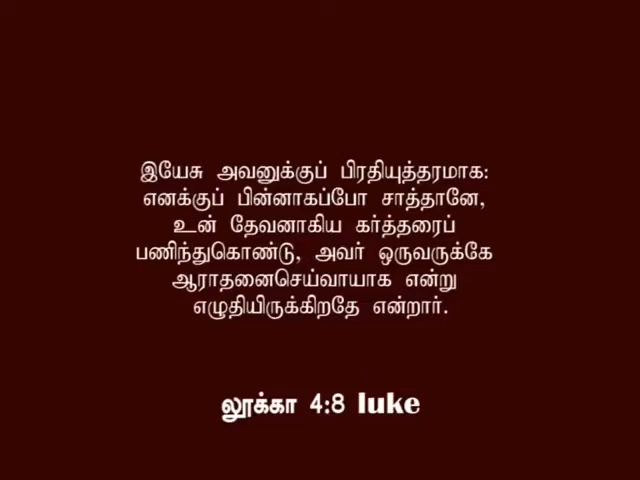 இயேசு அவனுக்குப் பிரதியுத்தரமாக:
எனக்குப் பின்னாகப்போ சாத்தானே,
உன் தேவனாகிய கர்த்தரைப்
பணிந்துகொண்டு, அவர் ஒருவருக்கே
ஆராதனைசெய்வாயாக என்று
எழுதியிருக்கிறதே என்றார்.
லூக்கா 4:8 luke